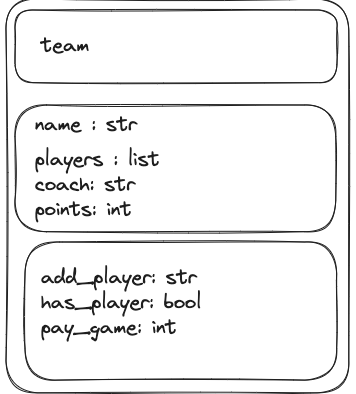 team
name : str
players : list
coach: str
points: int
add_player: str
has_player: bool
pay_game: int